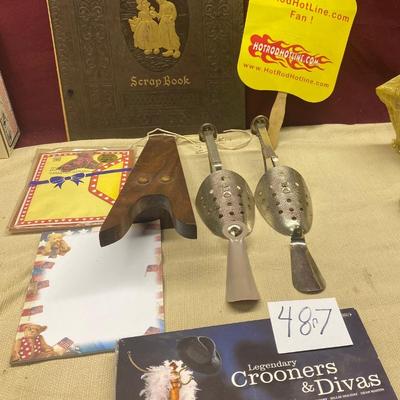 HotRodHotLine.com
Fan !
HOTRODHOTLINE.COM
www.HotRodHotLine.com
Scrap Book
487
Legendary
Crooners
& Divas